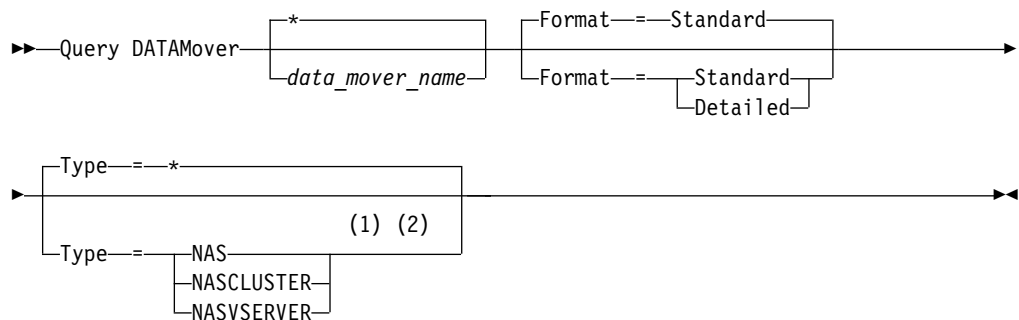 * Format = Standard
Query DATAMover
data_mover_name Format = Standard
Detailed
Type = *
(1) (2)
Type = NAS
NASCLUSTER
NASVSERVER